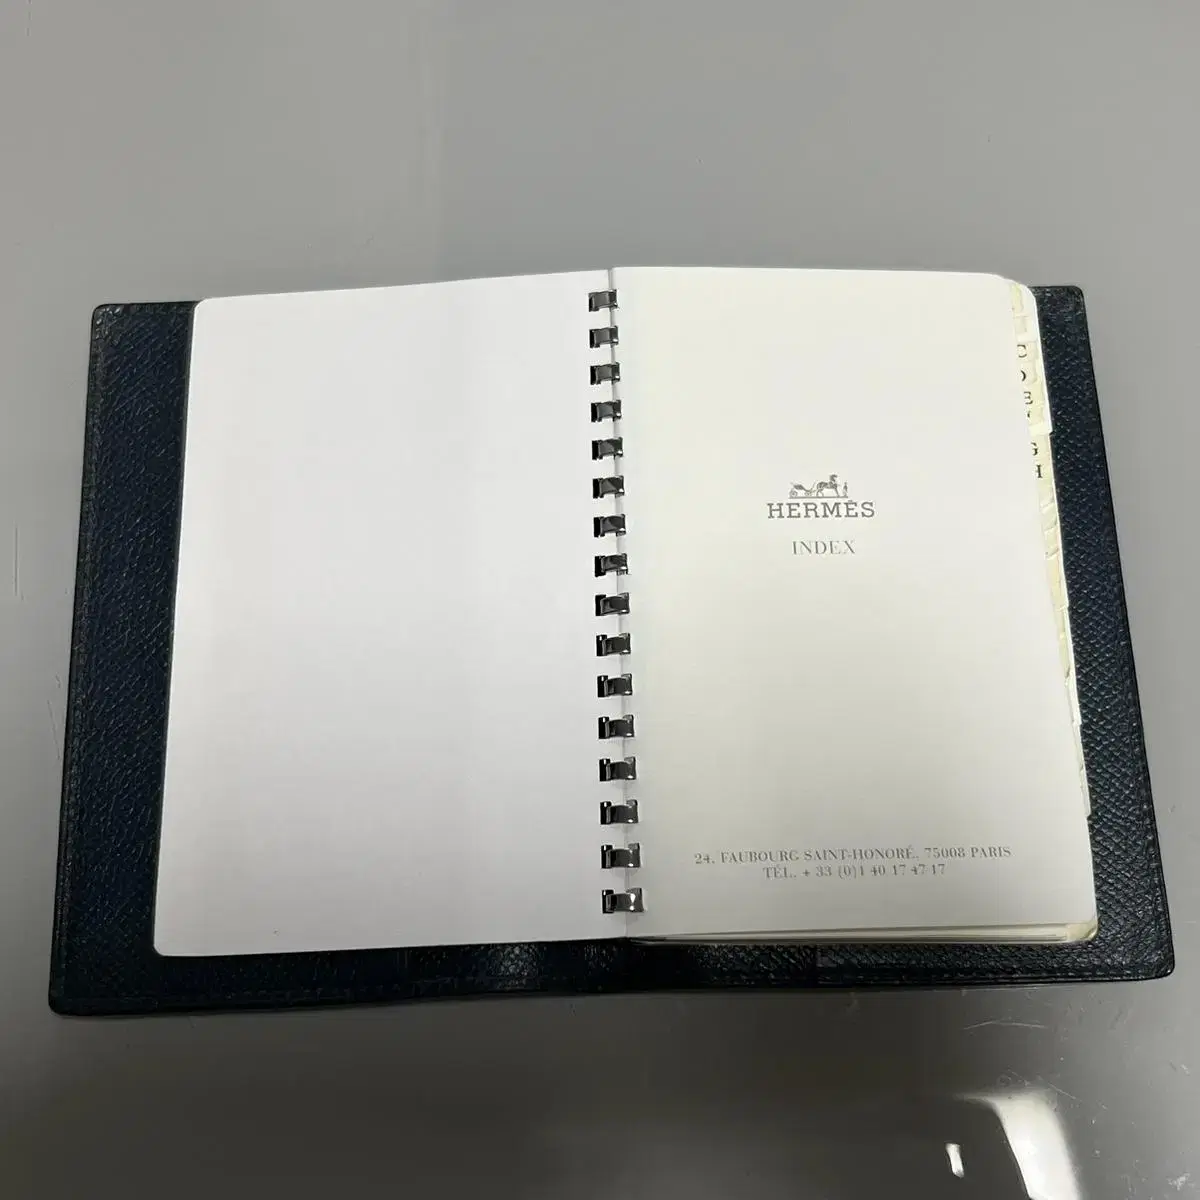 HERMÈS
INDEX
C
D
E
G
H
24, FAUBOURG SAINT-HONORÉ, 75008 PARIS
TÉL. + 33 (0)1 40 17 47 17